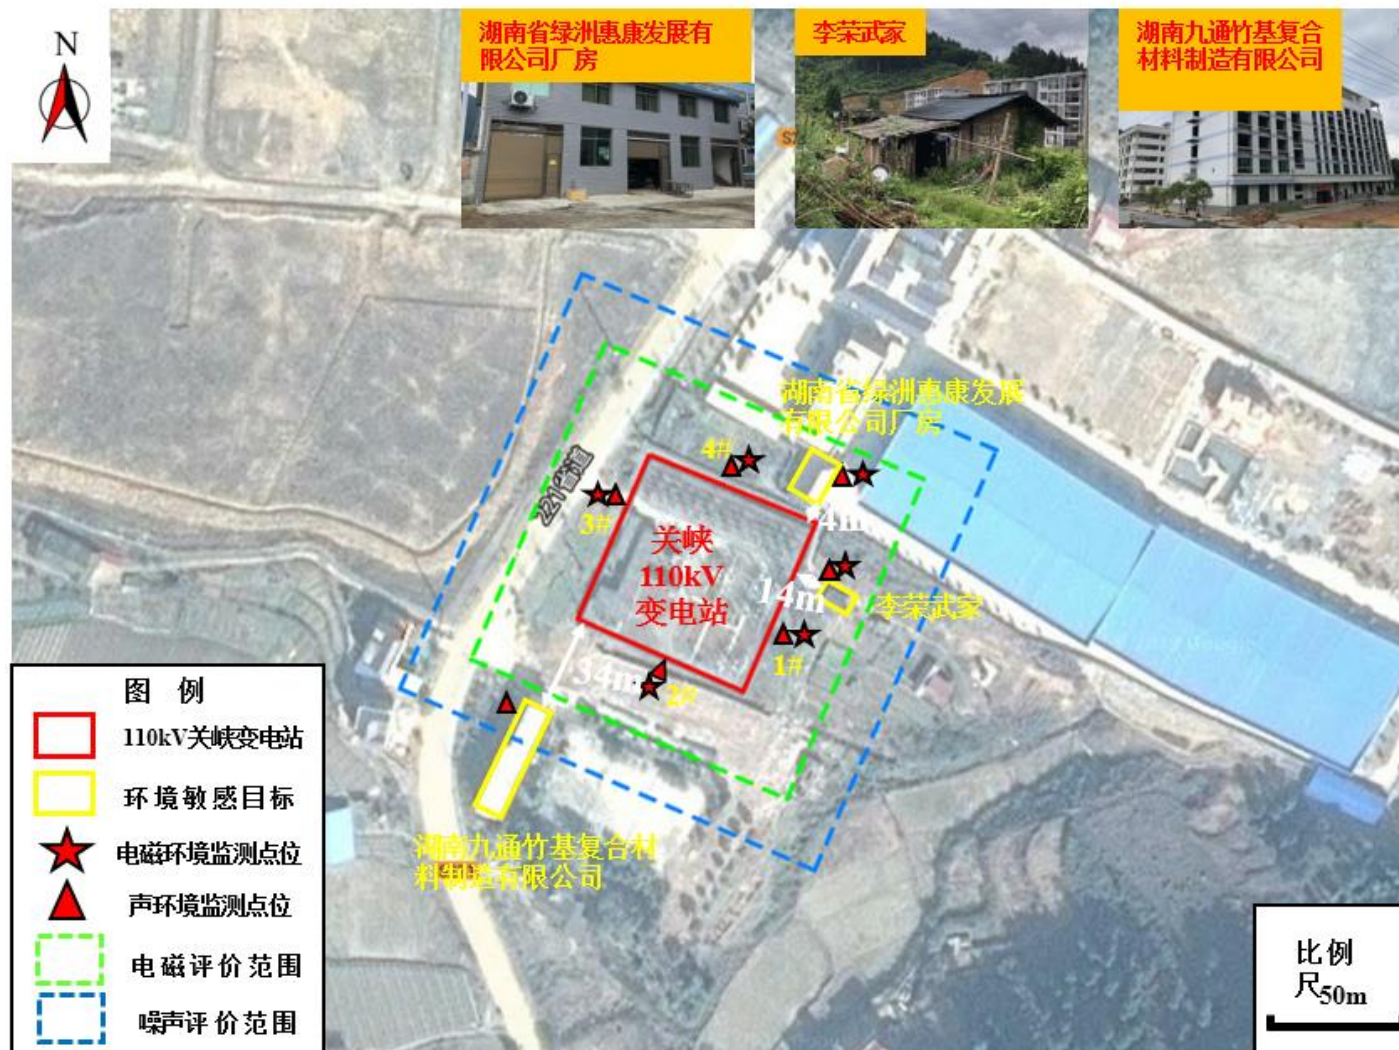 N
湖南省绿洲惠康发展有
限公司厂房
李荣武家
湖南九通竹基复合
材料制造有限公司
湖南省绿洲惠康发展
有限公司厂房
4#
221省道
3#
4m
关峡
110kV
变电站
14m
李荣武家
1#
34m
2#
湖南九通竹基复合材
料制造有限公司
图 例
110kV关峡变电站
环境敏感目标
电磁环境监测点位
声环境监测点位
电磁评价范围
噪声评价范围
比例
尺50m